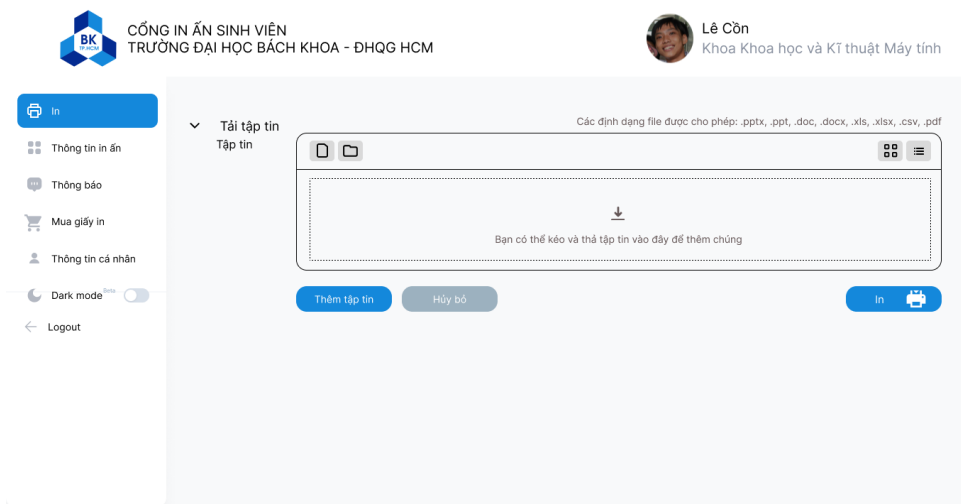 BK
TP.HCM
CỔNG IN ẤN SINH VIÊN
TRƯỜNG ĐẠI HỌC BÁCH KHOA - ĐHQG HCM
Lê Cồn
Khoa Khoa học và Kĩ thuật Máy tính
In
Thông tin in ấn
Thông báo
Mua giấy in
Thông tin cá nhân
Dark mode Beta
Logout
Tải tập tin
Tập tin
Các định dạng file được cho phép: .pptx, .ppt, .doc, .docx, .xls, .xlsx, .csv, .pdf
Bạn có thể kéo và thả tập tin vào đây để thêm chúng
Thêm tập tin
Hủy bỏ
In